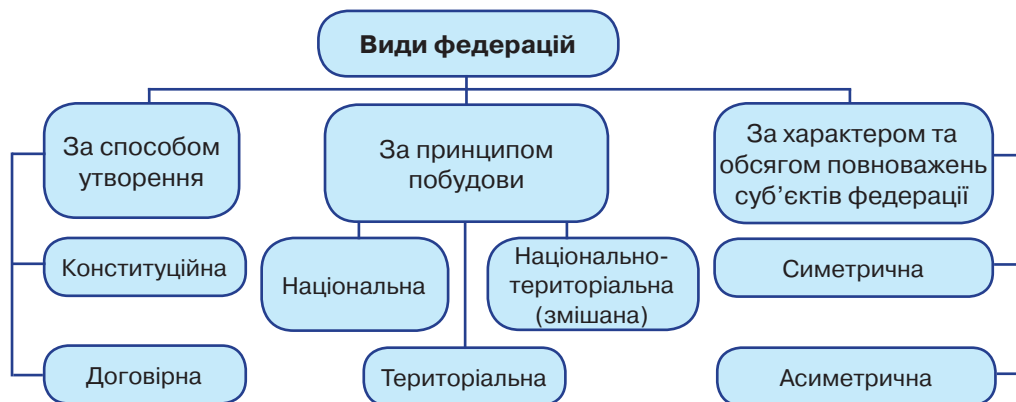 Види федерацій
За способом
утворення
Конституційна
Договірна
За принципом
побудови
Національна
Територіальна
Національно-
територіальна
(змішана)
За характером та
обсягом повноважень
суб’єктів федерації
Симетрична
Асиметрична